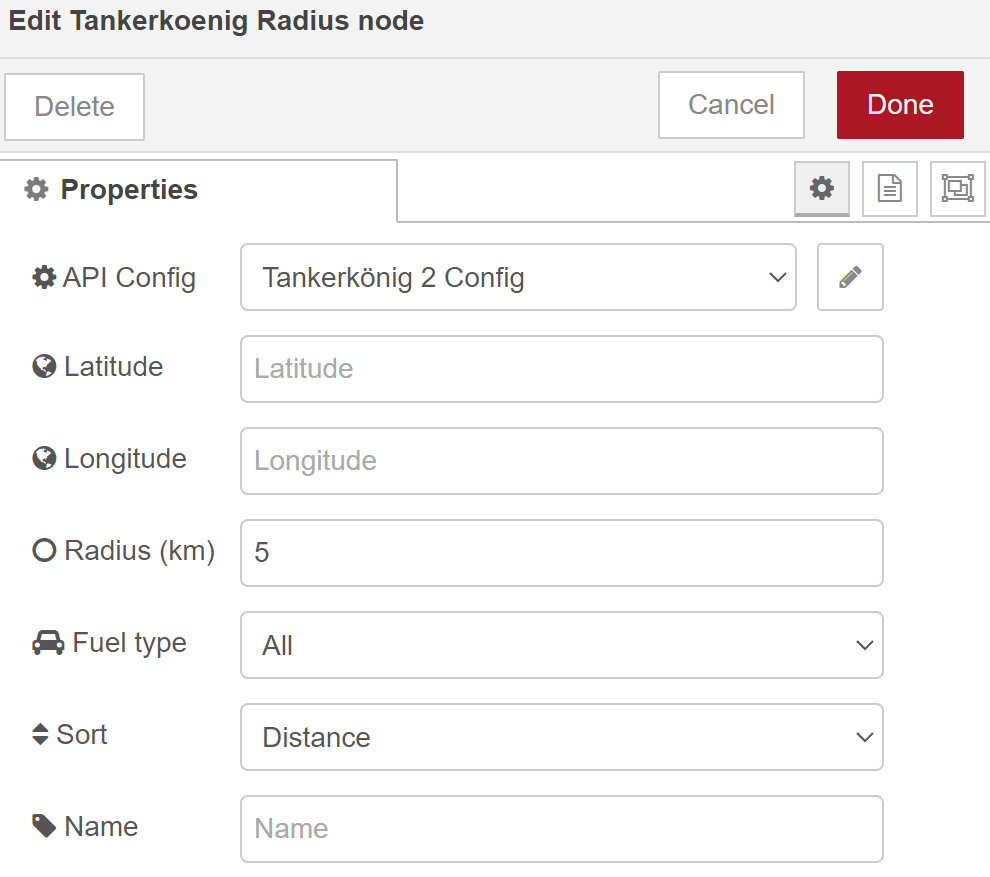 Edit Tankerkoenig Radius node
Delete
Cancel
Done
Properties
API Config
Tankerkönig 2 Config
Latitude
Latitude
Longitude
Longitude
Radius (km)
5
Fuel type
All
Sort
Distance
Name
Name